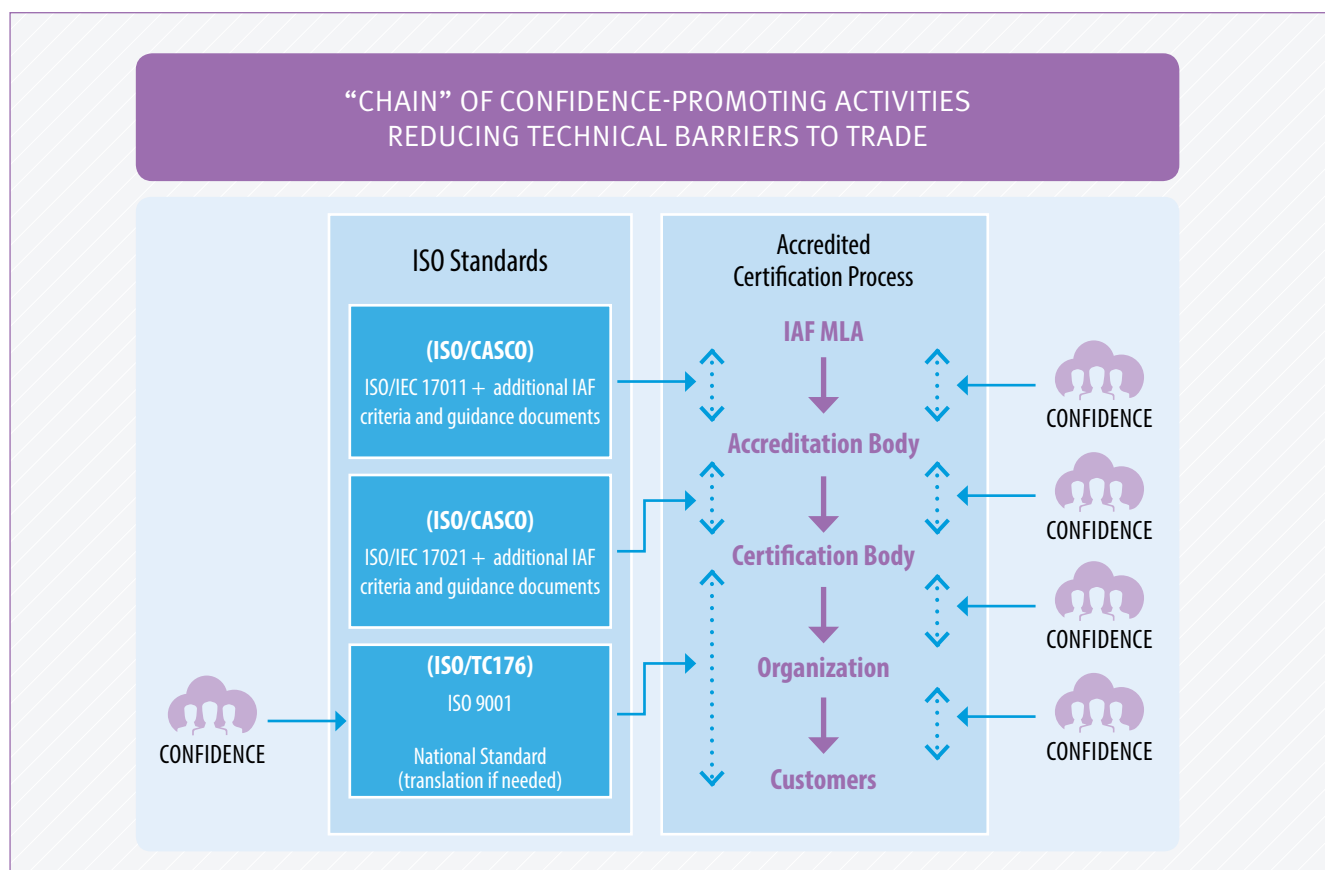 “CHAIN” OF CONFIDENCE-PROMOTING ACTIVITIES
REDUCING TECHNICAL BARRIERS TO TRADE
ISO Standards
(ISO/CASCO)
ISO/IEC 17011 + additional IAF
criteria and guidance documents
(ISO/CASCO)
ISO/IEC 17021 + additional IAF
criteria and guidance documents
(ISO/TC176)
ISO 9001
National Standard
(translation if needed)
CONFIDENCE
Accredited
Certification Process
IAF MLA
Accreditation Body
Certification Body
Organization
Customers
CONFIDENCE
CONFIDENCE
CONFIDENCE
CONFIDENCE